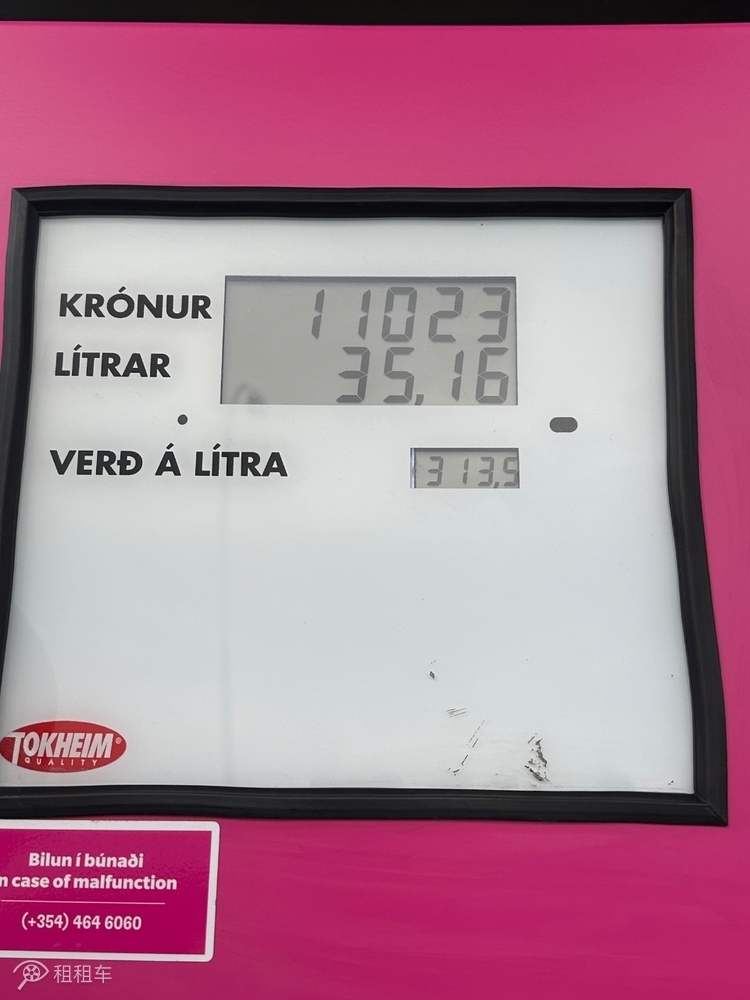 KRÓNUR 11023
LÍTRAR 35,16
VERÐ Á LÍTRA 313,5
TOKHEIM®
QUALITY
Bilun í búnaði
n case of malfunction
(+354) 464 6060
租租车